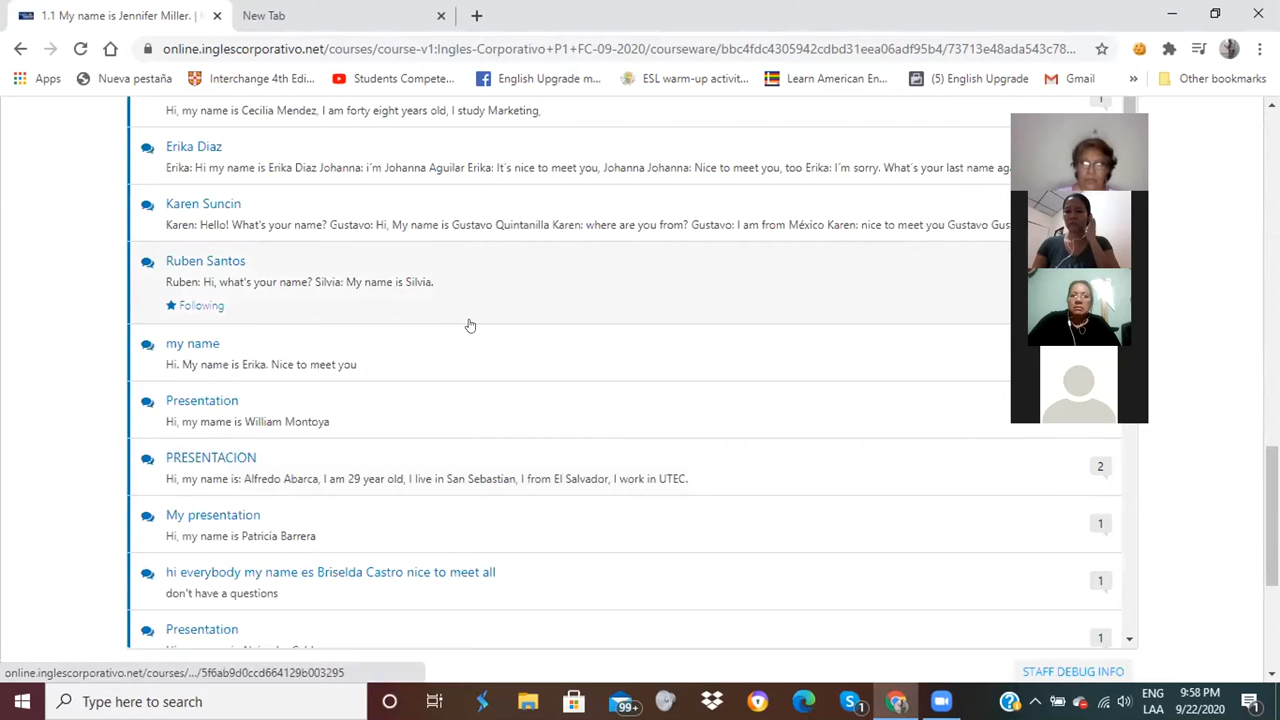 1.1 My name is Jennifer Miller. |
New Tab
online.inglescorporativo.net/courses/course-v1:Ingles-Corporativo+P1+FC-09-2020/courseware/bbc4fdc4305942cdbd31eea06adf95b4/73713e48ada543c78...
Apps
Nueva pestaña
Interchange 4th Edi...
Students Compete...
English Upgrade m...
ESL warm-up activit...
Learn American En...
(5) English Upgrade
Gmail
»
Other bookmarks
Hi, my name is Cecilia Mendez, I am forty eight years old, I study Marketing,
1
Erika Diaz
Erika: Hi my name is Erika Diaz Johanna: i´m Johanna Aguilar Erika: It´s nice to meet you, Johanna Johanna: Nice to meet you, too Erika: I´m sorry. What´s your last name aga
Karen Suncin
Karen: Hello! What's your name? Gustavo: Hi, My name is Gustavo Quintanilla Karen: where are you from? Gustavo: I am from México Karen: nice to meet you Gustavo Gus
Ruben Santos
Ruben: Hi, what's your name? Silvia: My name is Silvia.
Following
my name
Hi. My name is Erika. Nice to meet you
Presentation
Hi, my mame is William Montoya
PRESENTACION
Hi, my name is: Alfredo Abarca, I am 29 year old, I live in San Sebastian, I from El Salvador, I work in UTEC.
2
My presentation
Hi, my name is Patricia Barrera
1
hi everybody my name es Briselda Castro nice to meet all
don't have a questions
1
Presentation
1
STAFF DEBUG INFO
online.inglescorporativo.net/courses/.../5f6ab9d0ccd664129b003295
Type here to search
99+
1
ENG
LAA
9:58 PM
9/22/2020
1